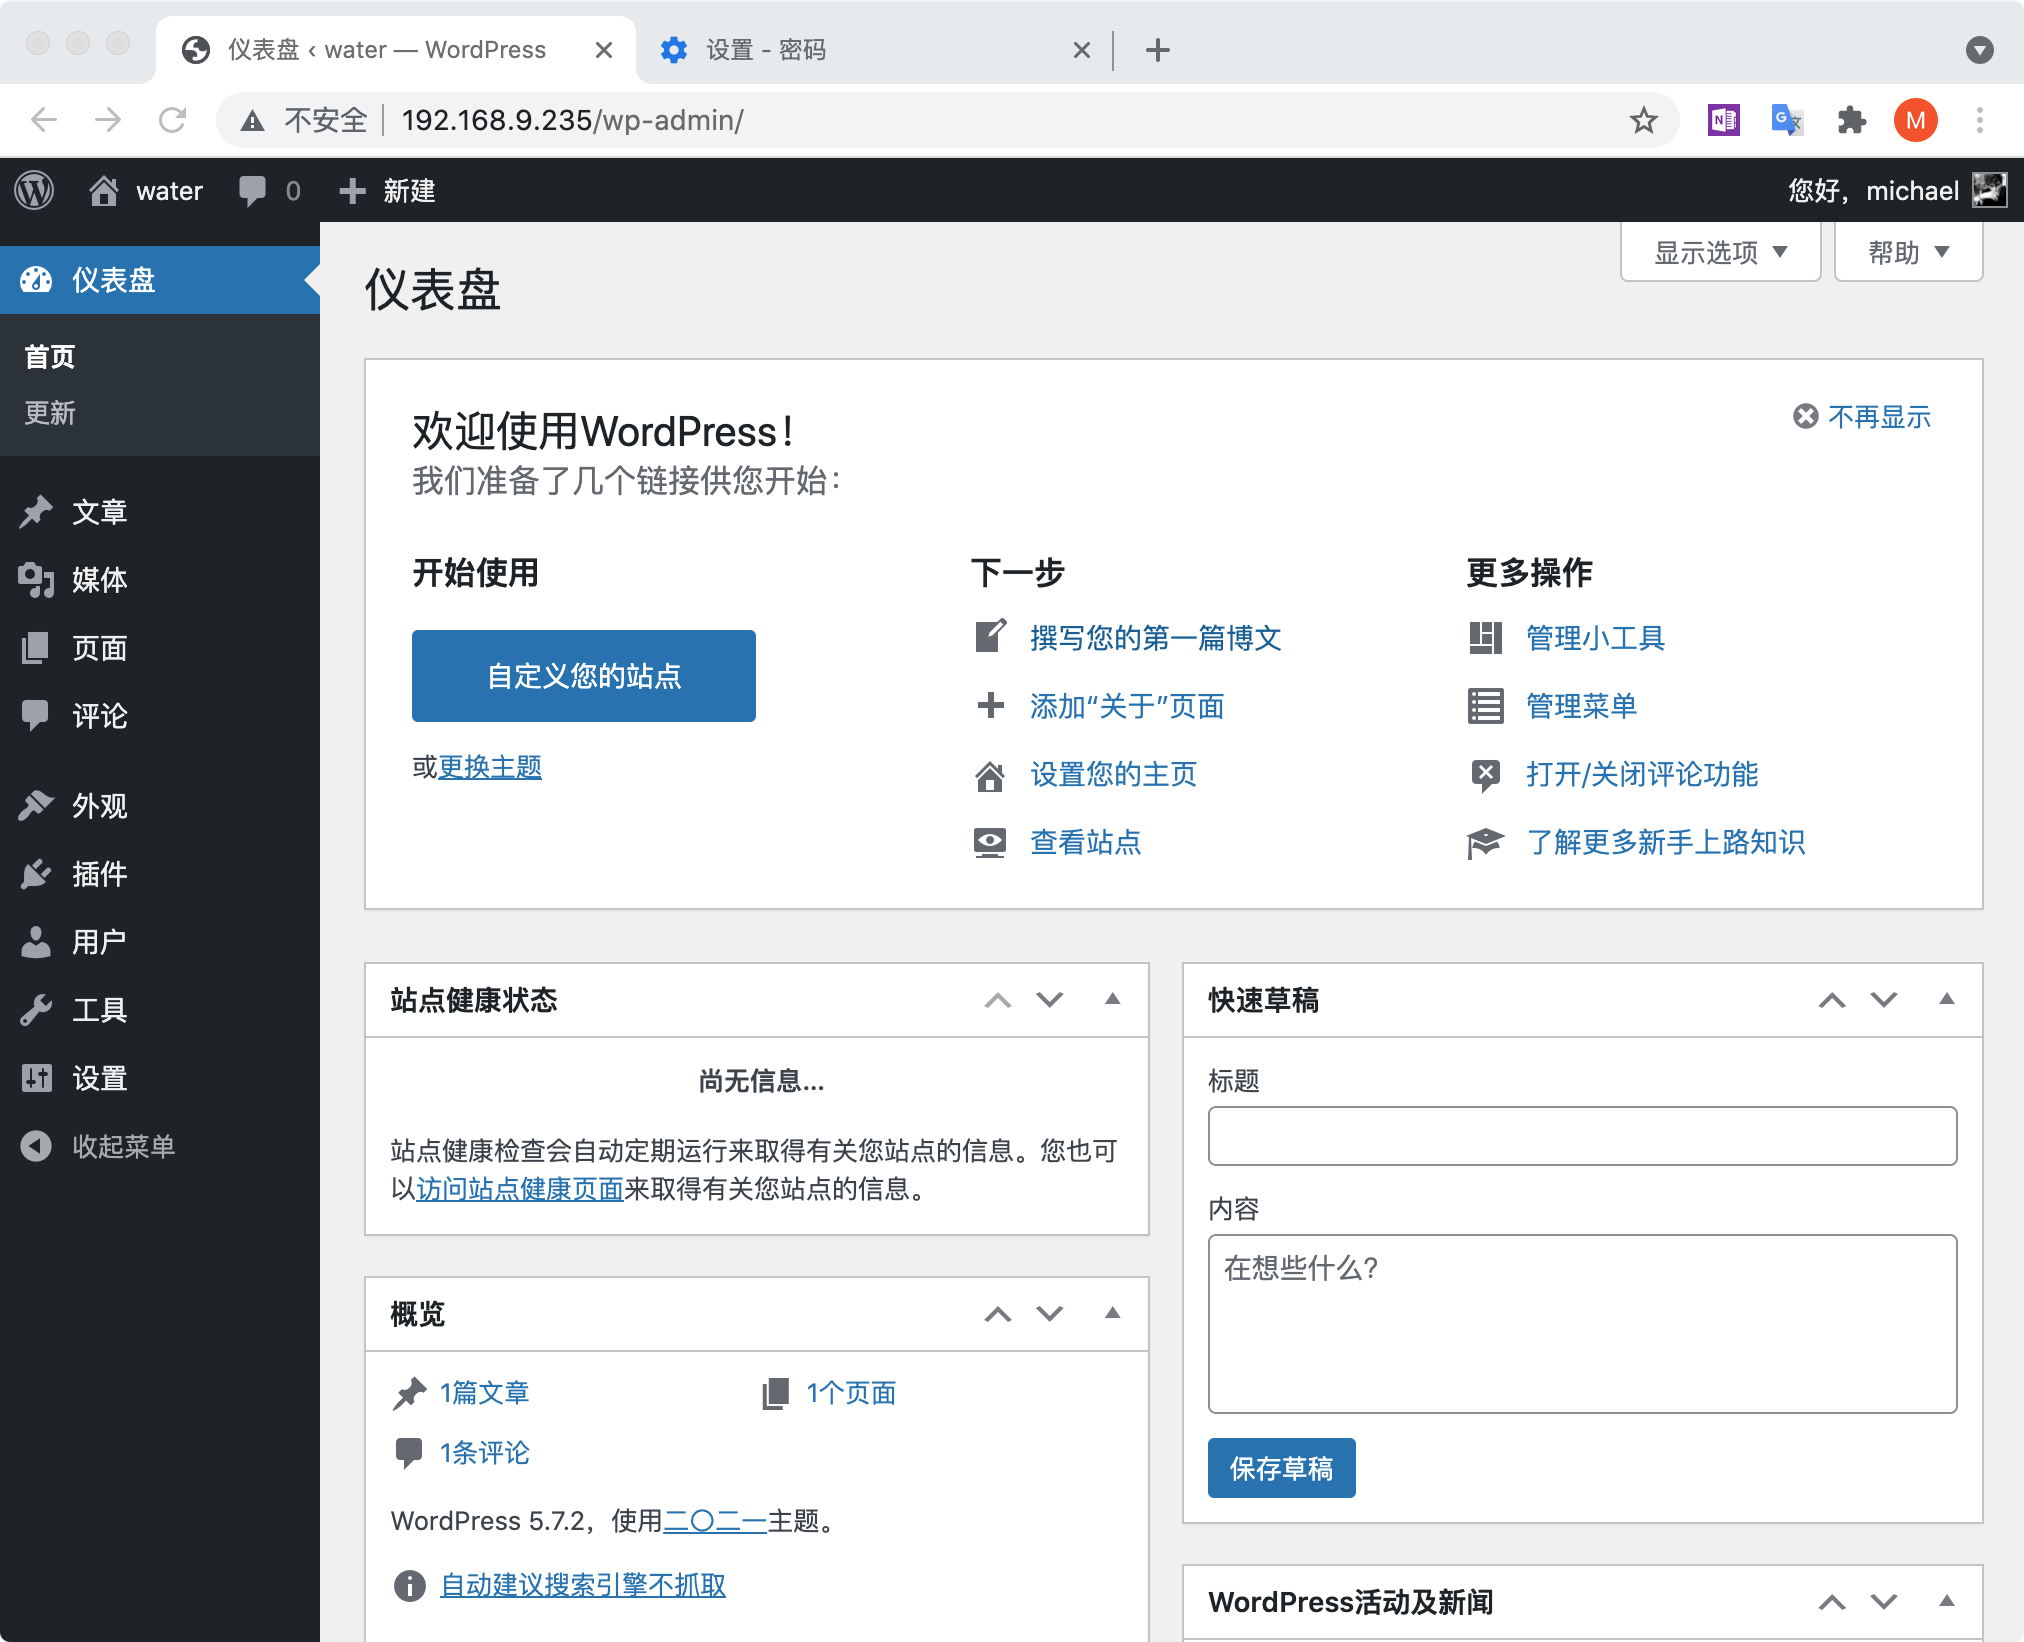 仪表盘 ‹ water — WordPress
设置 - 密码
不安全 192.168.9.235/wp-admin/
M
water
0
新建
您好，michael
仪表盘
首页
更新
文章
媒体
页面
评论
外观
插件
用户
工具
设置
收起菜单
显示选项
帮助
仪表盘
欢迎使用WordPress！
我们准备了几个链接供您开始：
不再显示
开始使用
自定义您的站点
或更换主题
下一步
撰写您的第一篇博文
添加“关于”页面
设置您的主页
查看站点
更多操作
管理小工具
管理菜单
打开/关闭评论功能
了解更多新手上路知识
站点健康状态
尚无信息…
站点健康检查会自动定期运行来取得有关您站点的信息。您也可
以访问站点健康页面来取得有关您站点的信息。
概览
1篇文章
1个页面
1条评论
WordPress 5.7.2，使用二〇二一主题。
自动建议搜索引擎不抓取
快速草稿
标题
内容
在想些什么?
保存草稿
WordPress活动及新闻